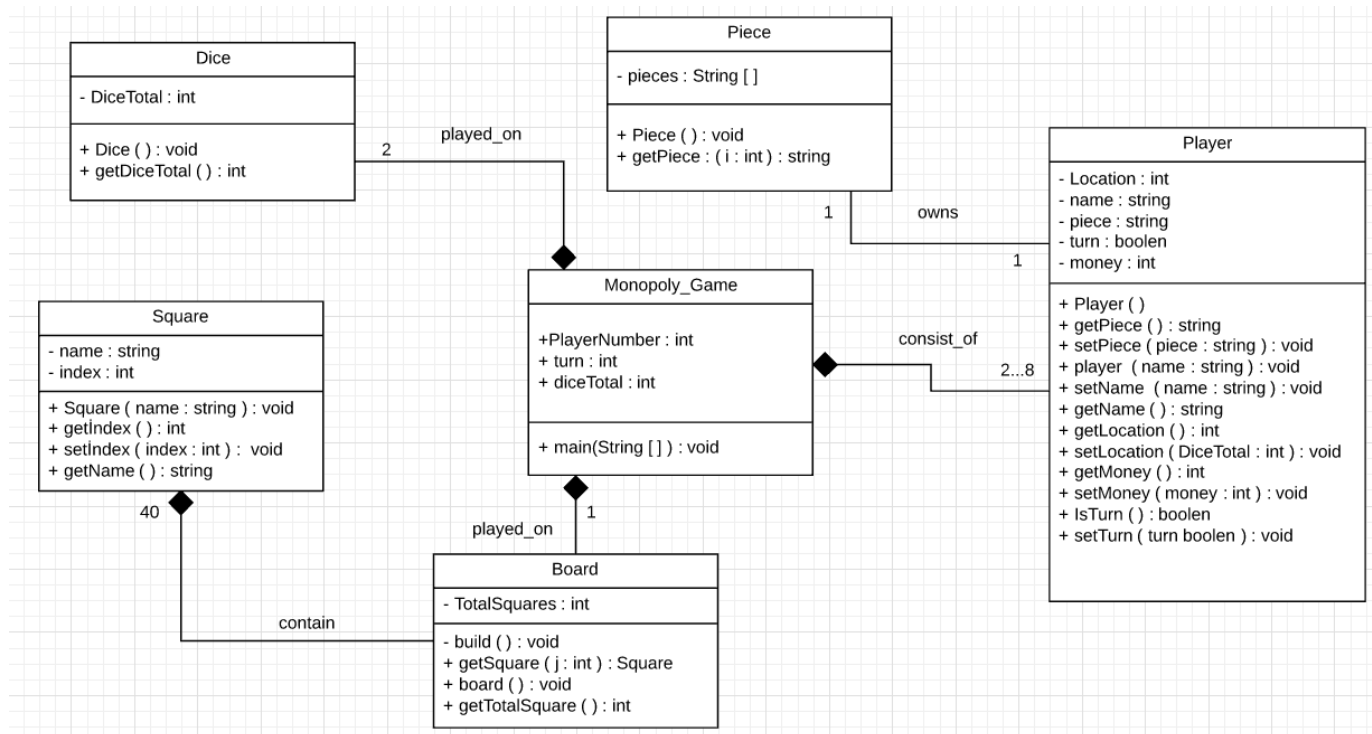 Dice
- DiceTotal : int
+ Dice ( ) : void
+ getDiceTotal ( ) : int
2
played_on
Piece
- pieces : String [ ]
+ Piece ( ) : void
+ getPiece : ( i : int ) : string
1
owns
1
Player
- Location : int
- name : string
- piece : string
- turn : boolen
- money : int
+ Player ( )
+ getPiece ( ) : string
+ setPiece ( piece : string ) : void
+ player ( name : string ) : void
+ setName ( name : string ) : void
+ getName ( ) : string
+ getLocation ( ) : int
+ setLocation ( DiceTotal : int ) : void
+ getMoney ( ) : int
+ setMoney ( money : int ) : void
+ IsTurn ( ) : boolen
+ setTurn ( turn boolen ) : void
Monopoly_Game
+PlayerNumber : int
+ turn : int
+ diceTotal : int
+ main(String [ ] ) : void
consist_of
2...8
Square
- name : string
- index : int
+ Square ( name : string ) : void
+ getİndex ( ) : int
+ setİndex ( index : int ) : void
+ getName ( ) : string
40
contain
1
played_on
Board
- TotalSquares : int
- build ( ) : void
+ getSquare ( j : int ) : Square
+ board ( ) : void
+ getTotalSquare ( ) : int